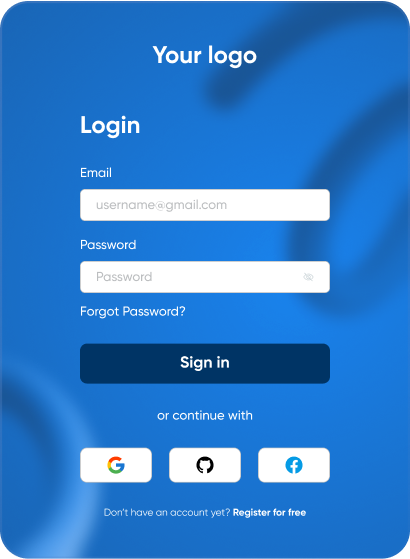 Your logo
Login
Email
username@gmail.com
Password
Password
Forgot Password?
Sign in
or continue with
Don't have an account yet? Register for free